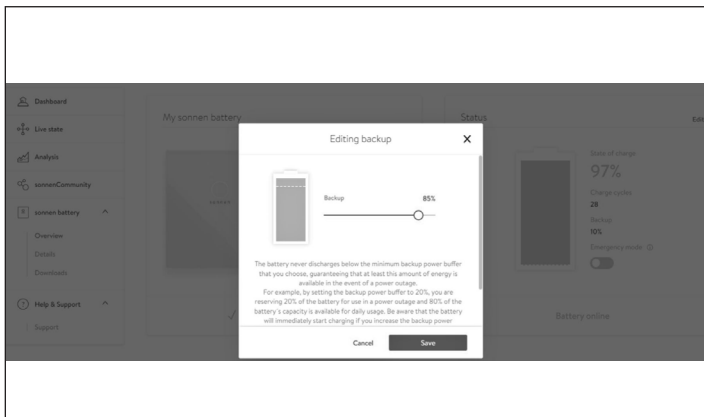 Dashboard
Live state
Analysis
sonnenCommunity
sonnen battery
Overview
Details
Downloads
Help & Support
Support
My sonnen battery
Editing backup
X
Backup
85%
The battery never discharges below the minimum backup power buffer
that you choose, guaranteeing that at least this amount of energy is
available in the event of a power outage.
For example, by setting the backup power buffer to 20%, you are
reserving 20% of the battery for use in a power outage and 80% of the
battery's capacity is available for daily usage. Be aware that the battery
will immediately start charging if you increase the backup power
Cancel
Save
Status
Edit
State of charge
97%
Charge cycles
28
Backup
10%
Emergency mode
Battery online